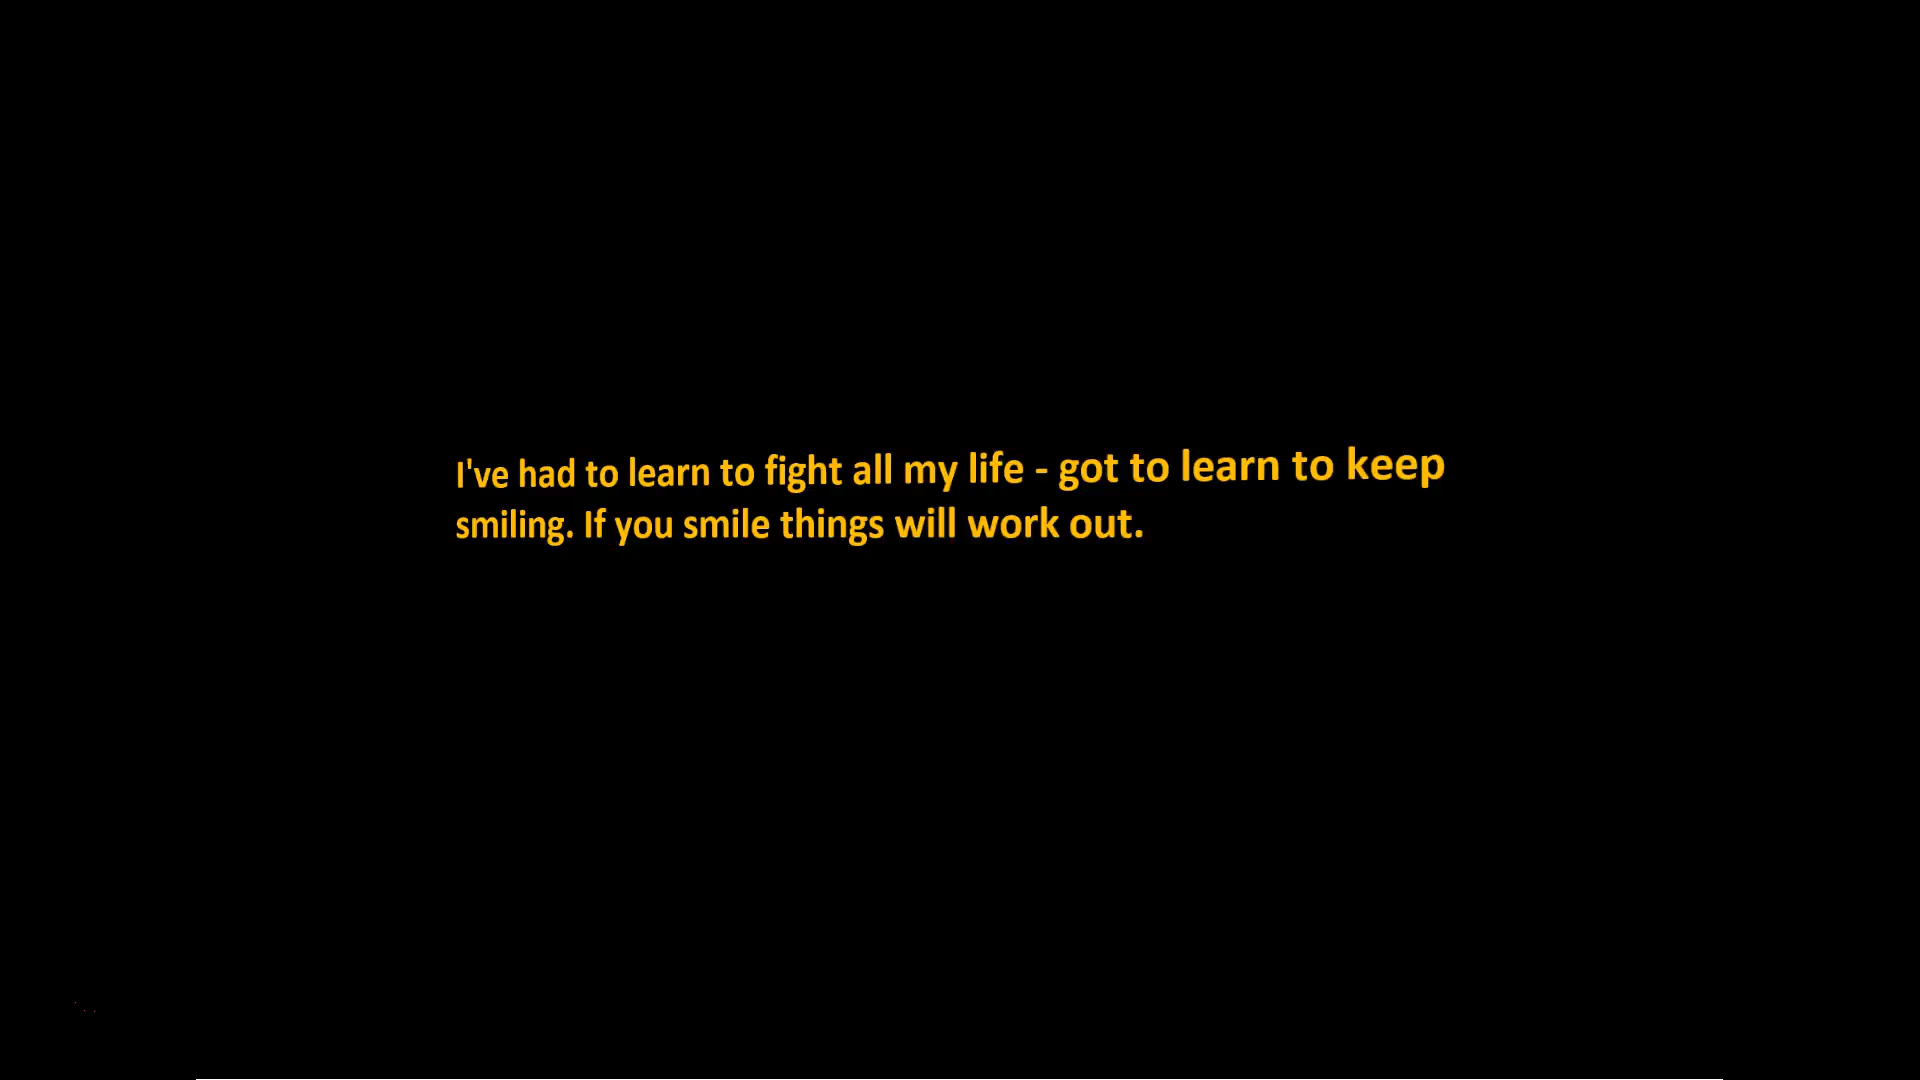 I've had to learn to fight all my life - got to learn to keep
smiling. If you smile things will work out.